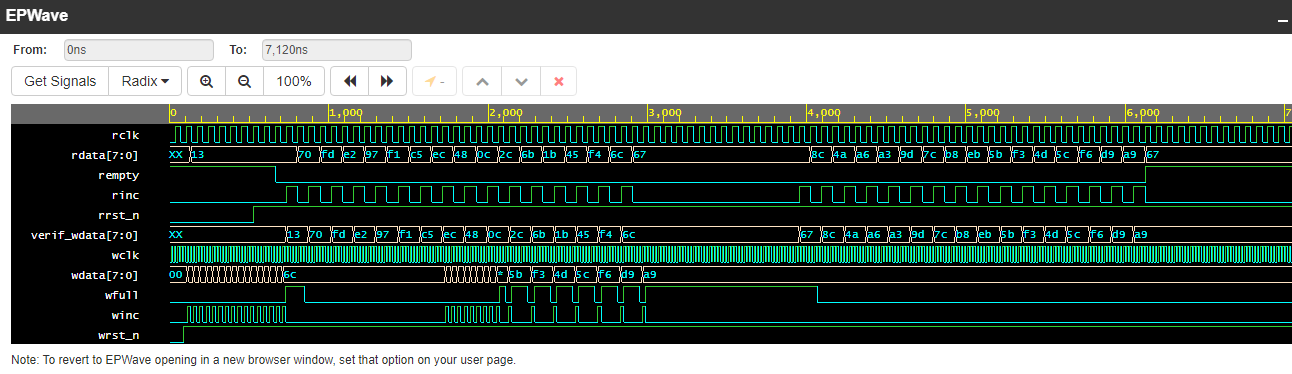 EPWave
From: 0ns To: 7,120ns
Get Signals Radix 100% -
0 1,000 2,000 3,000 4,000 5,000 6,000
rclk
rdata[7:0] XX 13 70 fd e2 97 f1 c5 ec 48 0c 2c 6b 1b 45 f4 6c 67 8c 4a a6 a3 9d 7c b8 eb 5b f3 4d 5c f6 d9 a9 67
rempty
rinc
rrst_n
verif_wdata[7:0] XX 13 70 fd e2 97 f1 c5 ec 48 0c 2c 6b 1b 45 f4 6c 67 8c 4a a6 a3 9d 7c b8 eb 5b f3 4d 5c f6 d9 a9
wclk
wdata[7:0] 00 6c * 5b f3 4d 5c f6 d9 a9
wfull
winc
wrst_n
Note: To revert to EPWave opening in a new browser window, set that option on your user page.